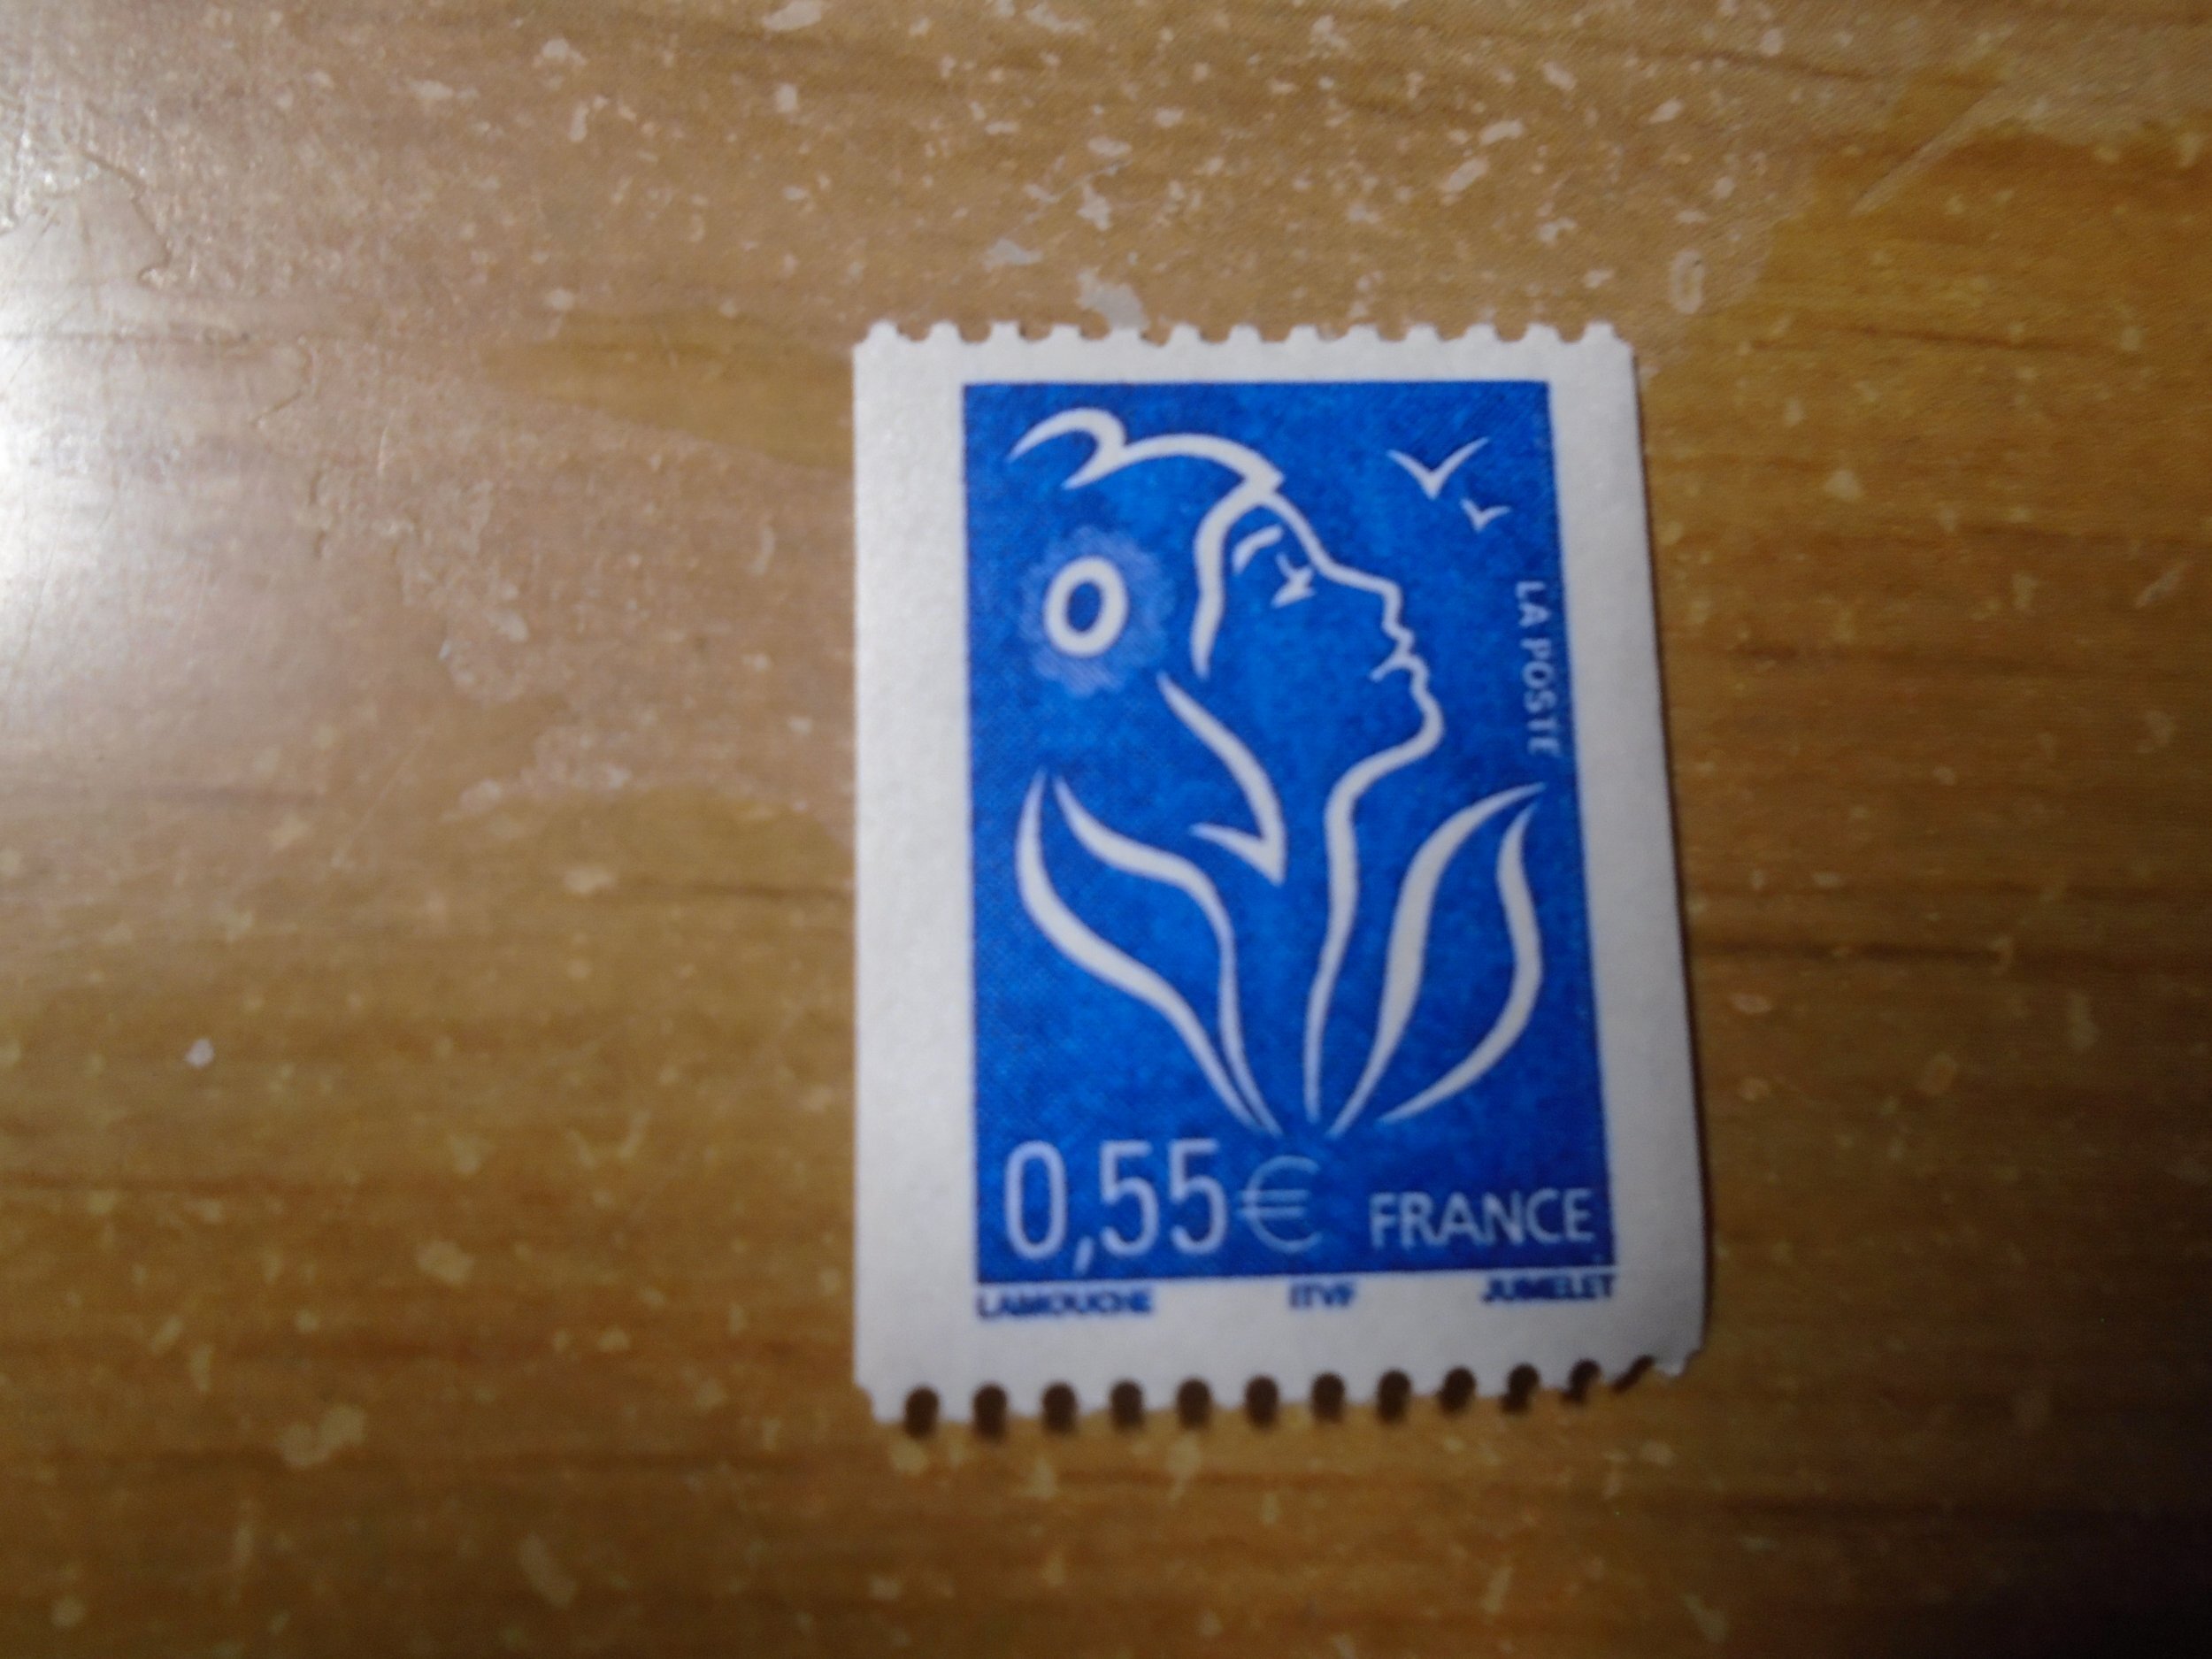 LA POSTE
0,55€ FRANCE
LAMOUCHE ITVF JUMELET